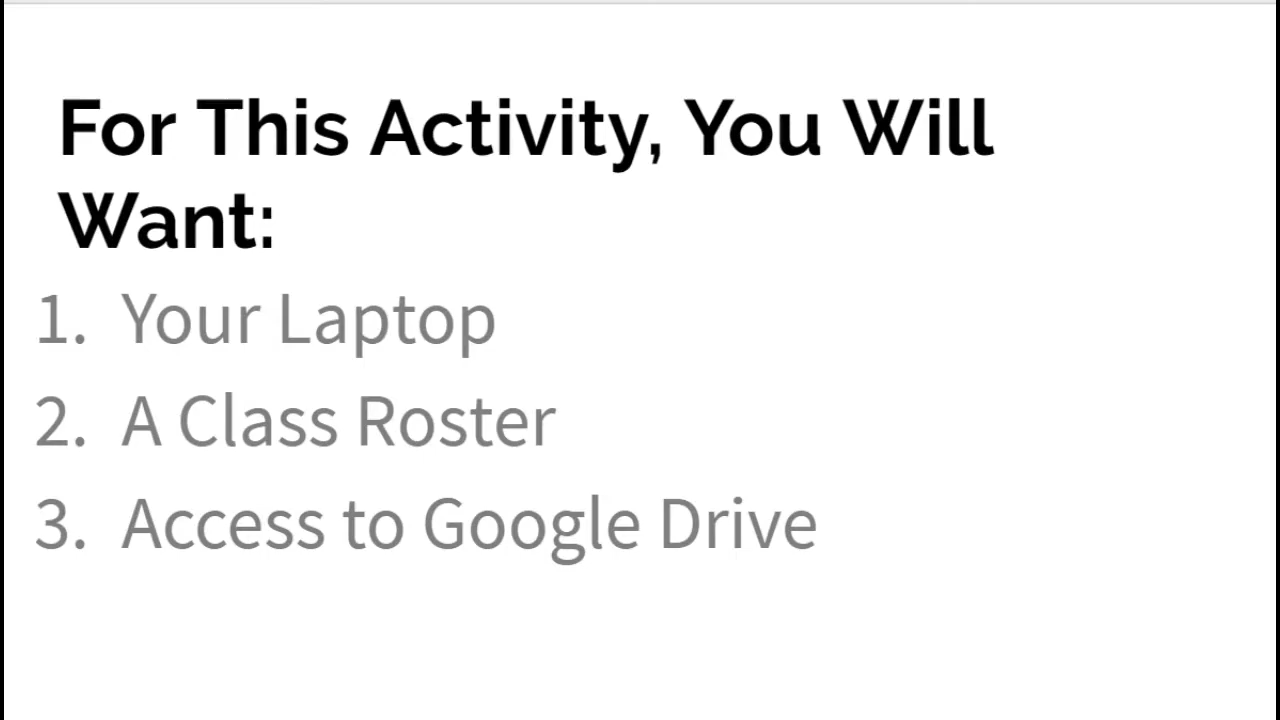 For This Activity, You Will
Want:
1. Your Laptop
2. A Class Roster
3. Access to Google Drive